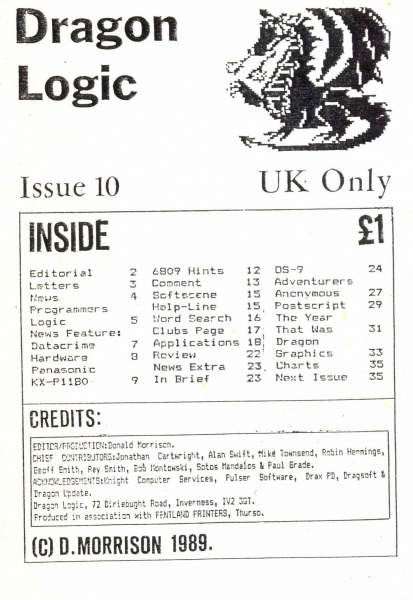 Dragon
Logic
Issue 10
UK Only
INSIDE
£1
Editorial 2
Letters 3
News 4
Programmers
Logic 5
News Feature:
Datacrime 7
Hardware 8
Panasonic
KX-P1180 9
6809 Hints 12
Comment 13
Softscene 15
Help-Line 15
Word Search 16
Clubs Page 17
Applications 18
Review 22
News Extra 23
In Brief 23
OS-9 24
Adventurers
Anonymous 27
Postscript 29
The Year
That Was 31
Dragon
Graphics 33
Charts 35
Next Issue 35
CREDITS:
EDITOR/PRODUCTION:Donald Morrison.
CHIEF CONTRIBUTORS:Jonathan Cartwright, Alan Swift, Mike Townsend, Robin Hemmings,
Geoff Smith, Ray Smith, Bob Montowski, Sotos Mandalos & Paul Grade.
ACKNOWLEDGEMENTS:Knight Computer Services, Pulser Software, Drax PD, Dragsoft &
Dragon Update.
Dragon Logic, 72 Diriebught Road, Inverness, IV2 3QT.
Produced in association with FENTLAND PRINTERS, Thurso.
(C) D.MORRISON 1989.